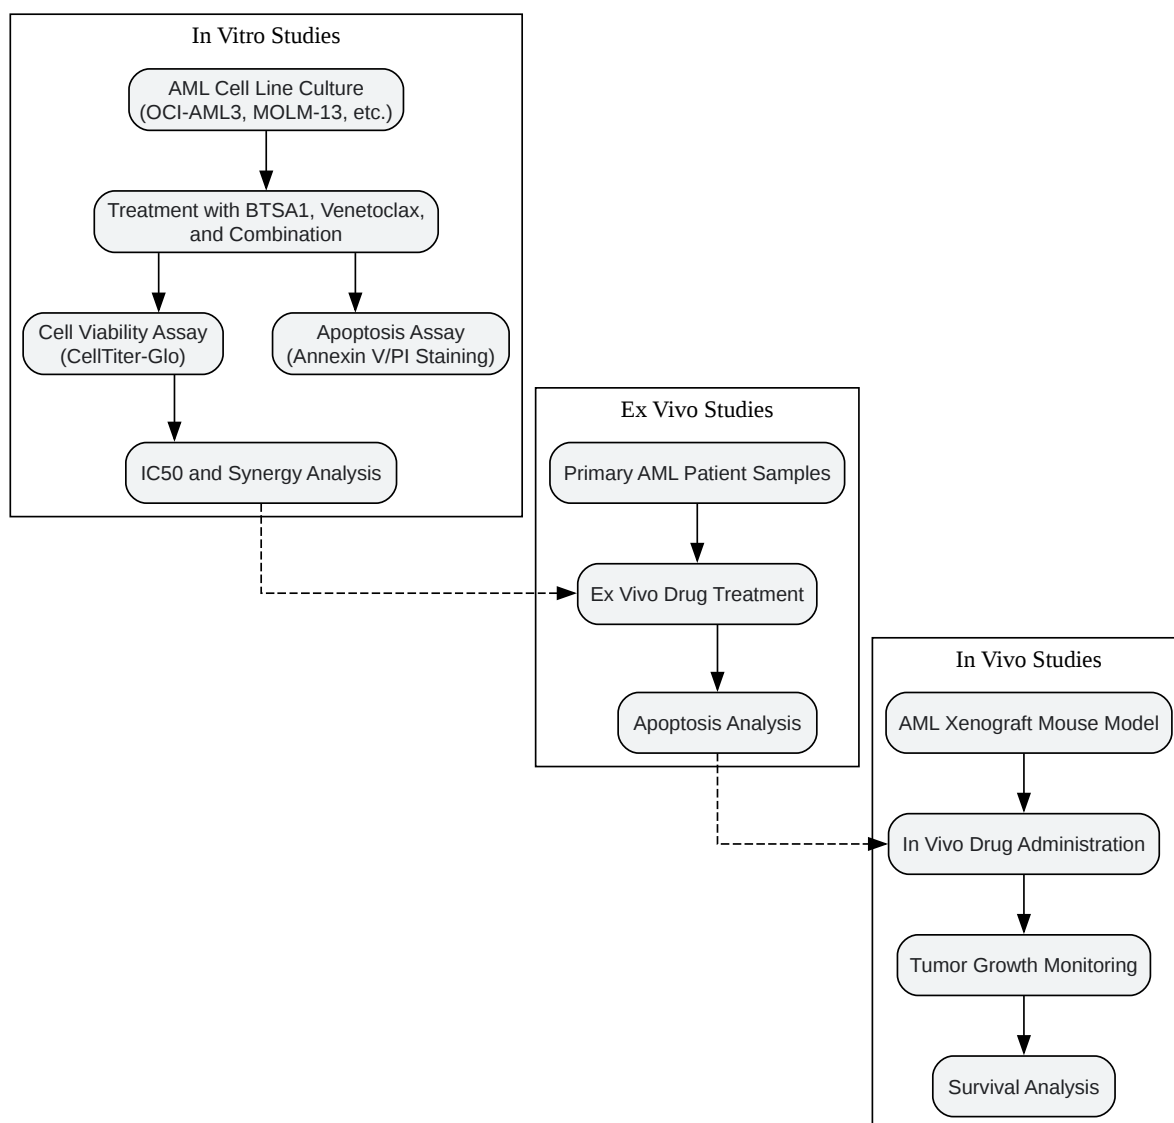 In Vitro Studies
AML Cell Line Culture
(OCI-AML3, MOLM-13, etc.)
Treatment with BTSA1, Venetoclax,
and Combination
Cell Viability Assay
(CellTiter-Glo)
Apoptosis Assay
(Annexin V/PI Staining)
IC50 and Synergy Analysis
Ex Vivo Studies
Primary AML Patient Samples
Ex Vivo Drug Treatment
Apoptosis Analysis
In Vivo Studies
AML Xenograft Mouse Model
In Vivo Drug Administration
Tumor Growth Monitoring
Survival Analysis